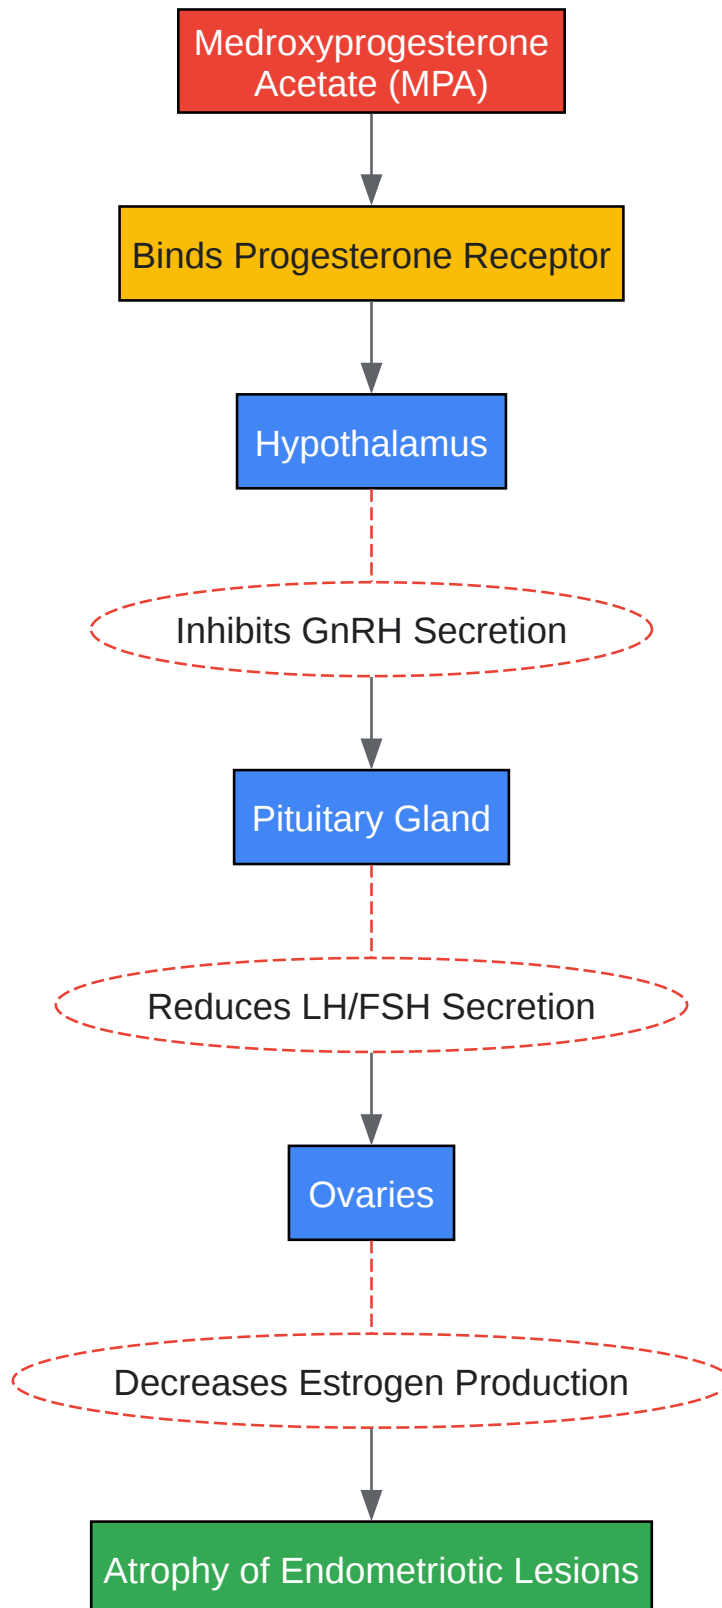 Medroxyprogesterone
Acetate (MPA)
Binds Progesterone Receptor
Hypothalamus
Inhibits GnRH Secretion
Pituitary Gland
Reduces LH/FSH Secretion
Ovaries
Decreases Estrogen Production
Atrophy of Endometriotic Lesions